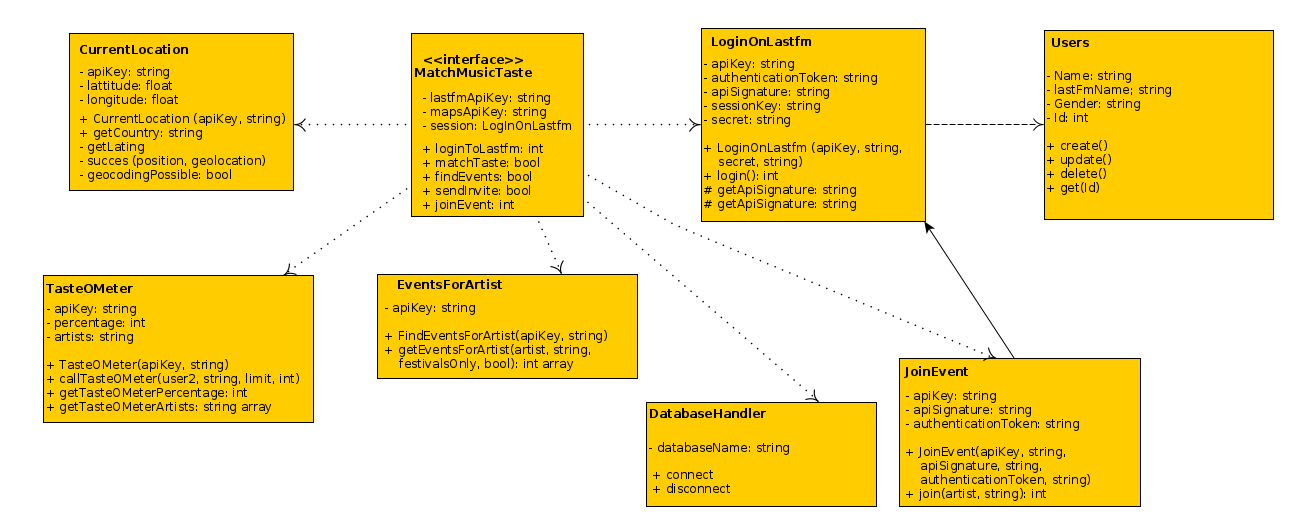 CurrentLocation
- apiKey: string
- lattitude: float
- longitude: float
+ CurrentLocation (apiKey, string)
+ getCountry: string
- getLating
- succes (position, geolocation)
- geocodingPossible: bool
<<interface>>
MatchMusicTaste
- lastfmApiKey: string
- mapsApiKey: string
- session: LogInOnLastfm
+ loginToLastfm: int
+ matchTaste: bool
+ findEvents: bool
+ sendInvite: bool
+ joinEvent: int
LoginOnLastfm
- apiKey: string
- authenticationToken: string
- apiSignature: string
- sessionKey: string
- secret: string
+ LoginOnLastfm (apiKey, string,
secret, string)
+ login(): int
# getApiSignature: string
# getApiSignature: string
Users
- Name: string
- lastFmName; string
- Gender: string
- Id: int
+ create()
+ update()
+ delete()
+ get(Id)
TasteOMeter
- apiKey: string
- percentage: int
- artists: string
+ TasteOMeter(apiKey, string)
+ callTasteOMeter(user2, string, limit, int)
+ getTasteOMeterPercentage: int
+ getTasteOMeterArtists: string array
EventsForArtist
- apiKey: string
+ FindEventsForArtist(apiKey, string)
+ getEventsForArtist(artist, string,
festivalsOnly, bool): int array
DatabaseHandler
- databaseName: string
+ connect
+ disconnect
JoinEvent
- apiKey: string
- apiSignature: string
- authenticationToken: string
+ JoinEvent(apiKey, string,
apiSignature, string,
authenticationToken, string)
+ join(artist, string): int